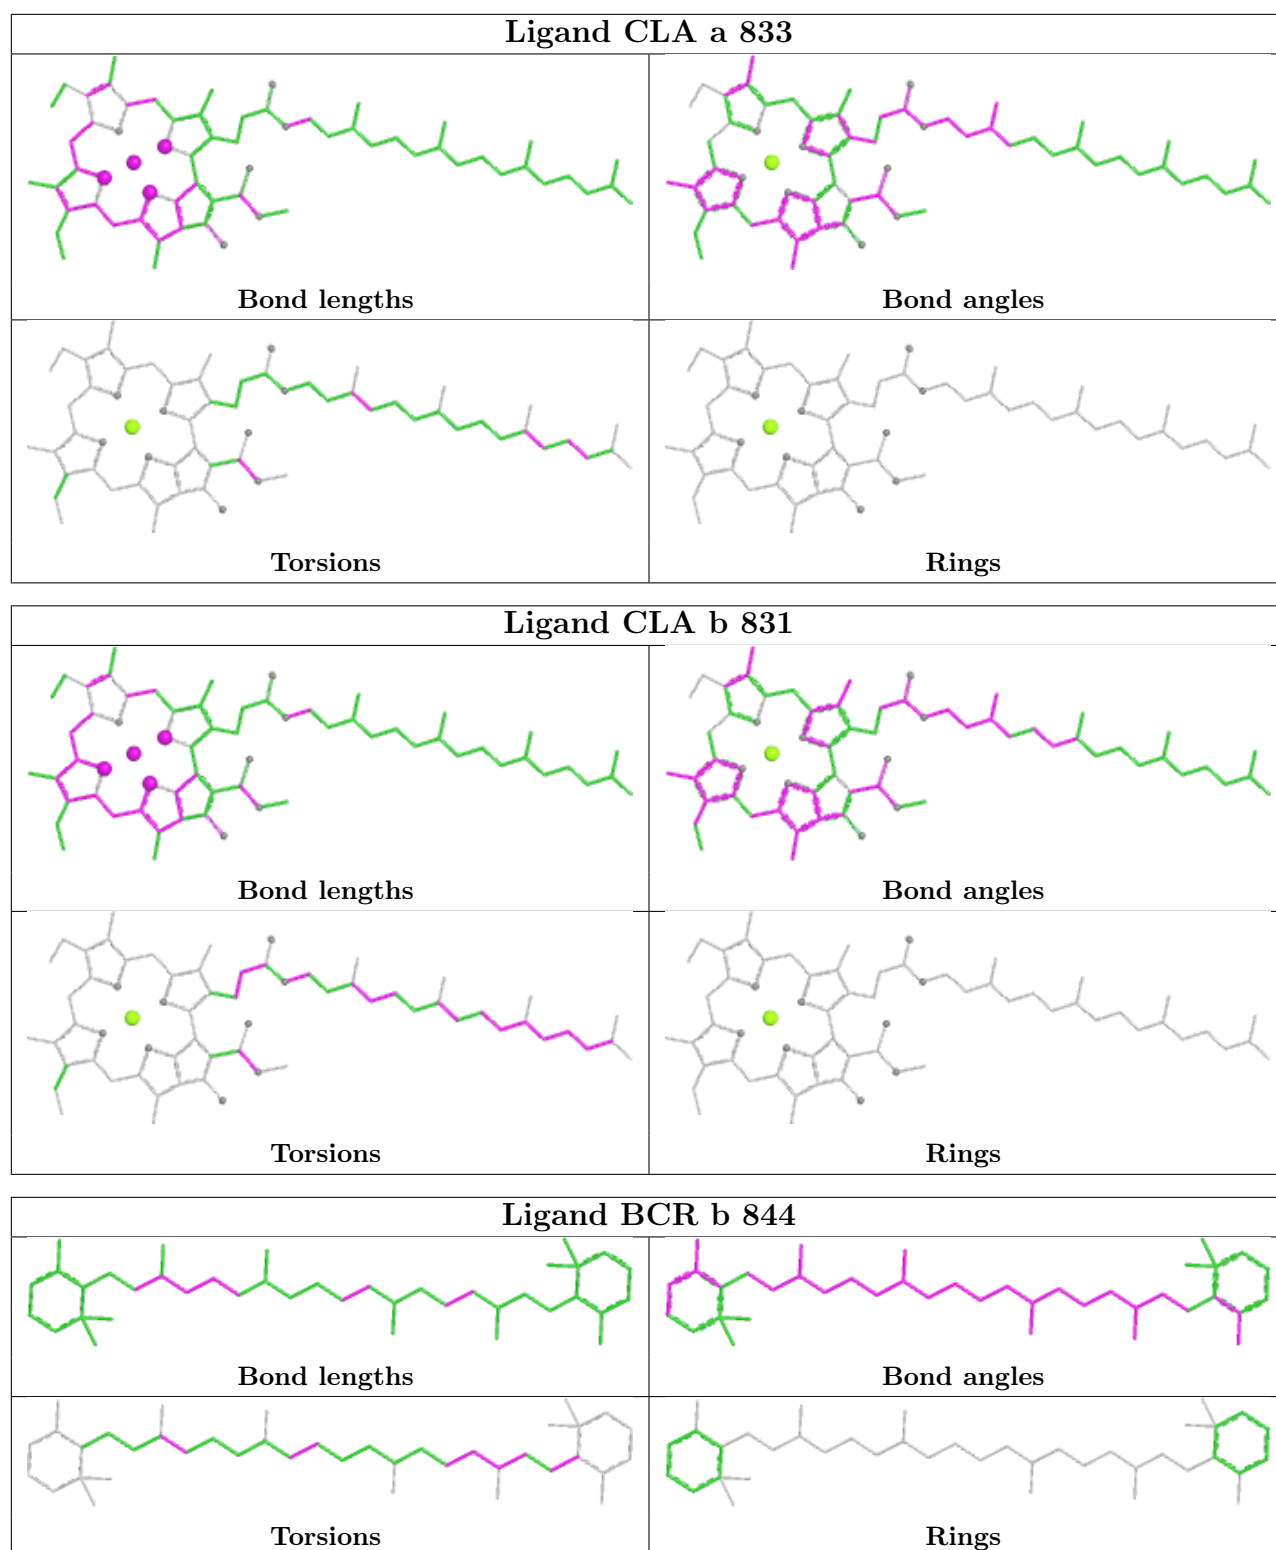 Ligand CLA a 833
Bond lengths
Bond angles
Torsions
Rings
Ligand CLA b 831
Bond lengths
Bond angles
Torsions
Rings
Ligand BCR b 844
Bond lengths
Bond angles
Torsions
Rings